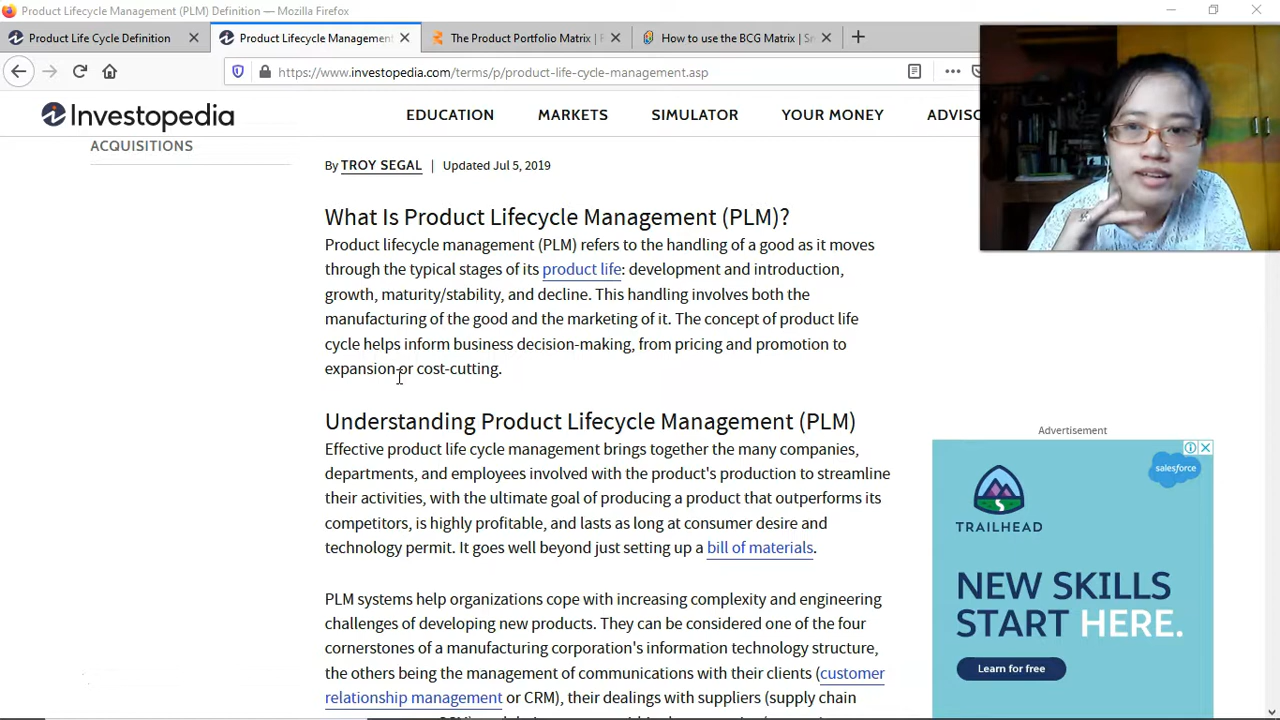 Product Lifecycle Management (PLM) Definition — Mozilla Firefox
Product Life Cycle Definition
Product Lifecycle Management
The Product Portfolio Matrix |
How to use the BCG Matrix | Sm
https://www.investopedia.com/terms/p/product-life-cycle-management.asp
Investopedia
EDUCATION
MARKETS
SIMULATOR
YOUR MONEY
ADVISO
ACQUISITIONS
By TROY SEGAL | Updated Jul 5, 2019
What Is Product Lifecycle Management (PLM)?
Product lifecycle management (PLM) refers to the handling of a good as it moves
through the typical stages of its product life: development and introduction,
growth, maturity/stability, and decline. This handling involves both the
manufacturing of the good and the marketing of it. The concept of product life
cycle helps inform business decision-making, from pricing and promotion to
expansion or cost-cutting.
Understanding Product Lifecycle Management (PLM)
Effective product life cycle management brings together the many companies,
departments, and employees involved with the product's production to streamline
their activities, with the ultimate goal of producing a product that outperforms its
competitors, is highly profitable, and lasts as long at consumer desire and
technology permit. It goes well beyond just setting up a bill of materials.
PLM systems help organizations cope with increasing complexity and engineering
challenges of developing new products. They can be considered one of the four
cornerstones of a manufacturing corporation's information technology structure,
the others being the management of communications with their clients (customer
relationship management or CRM), their dealings with suppliers (supply chain
Advertisement
salesforce
TRAILHEAD
NEW SKILLS
START HERE.
Learn for free